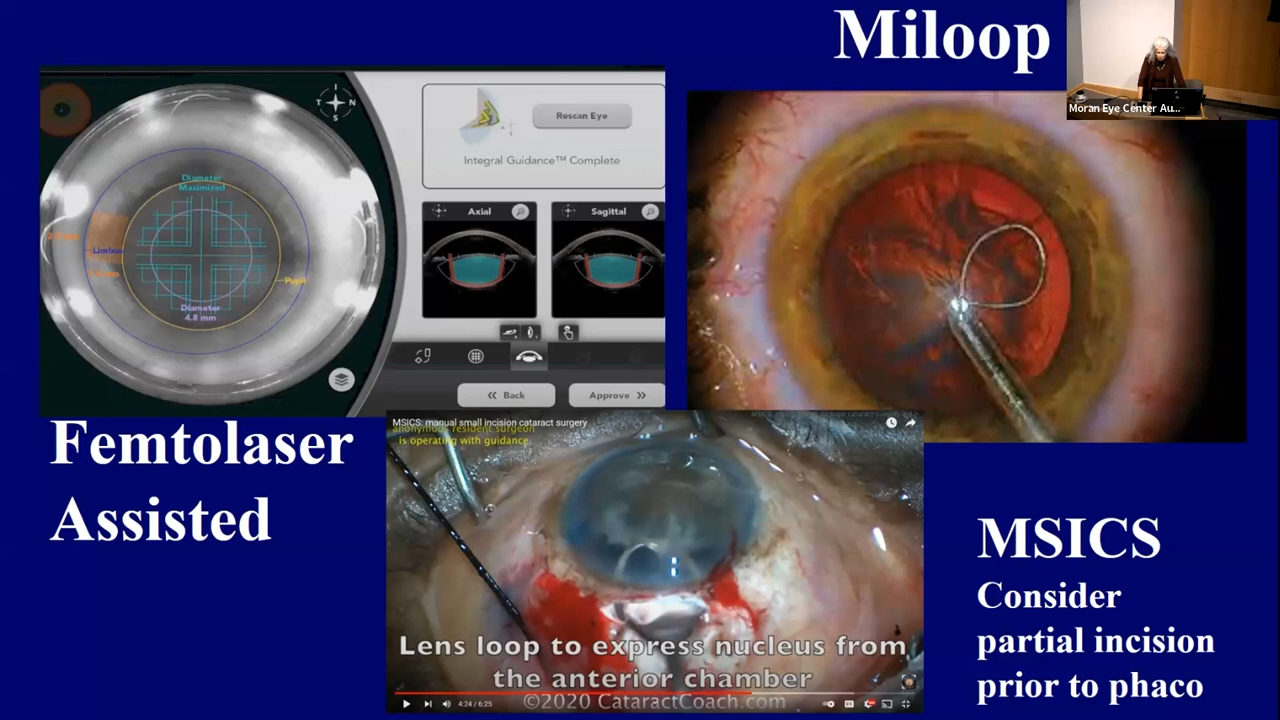 Miloop
Moran Eye Center Au...
T
I
N
S
Rescan Eye
Integral Guidance™ Complete
Diameter
Maximized
Limbus
Pupil
Diameter
4.8 mm
Axial
Sagittal
Back
Approve
Femtolaser
Assisted
MSICS: manual small incision cataract surgery
anonymous resident surgeon
is operating with guidance
Lens loop to express nucleus from
the anterior chamber
4:24 / 6:25
©2020 CataractCoach.com
MSICS
Consider
partial incision
prior to phaco